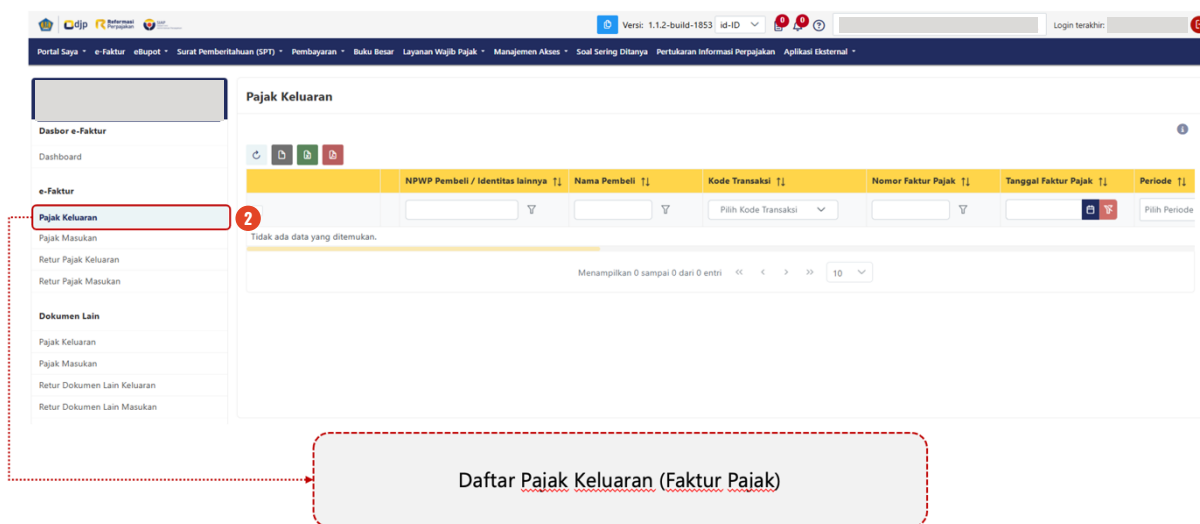 djp Reformasi Perpajakan
Versi: 1.1.2-build-1853 id-ID 0 0 Login terakhir:
Portal Saya e-Faktur eBupot Surat Pemberitahuan (SPT) Pembayaran Buku Besar Layanan Wajib Pajak Manajemen Akses Soal Sering Ditanya Pertukaran Informasi Perpajakan Aplikasi Eksternal
Pajak Keluaran
Dasbor e-Faktur
Dashboard
e-Faktur
Pajak Keluaran
2
Pajak Masukan
Retur Pajak Keluaran
Retur Pajak Masukan
Dokumen Lain
Pajak Keluaran
Pajak Masukan
Retur Dokumen Lain Keluaran
Retur Dokumen Lain Masukan
NPWP Pembeli / Identitas lainnya Nama Pembeli Kode Transaksi Nomor Faktur Pajak Tanggal Faktur Pajak Periode
Pilih Kode Transaksi Pilih Periode
Tidak ada data yang ditemukan.
Menampilkan 0 sampai 0 dari 0 entri << < > >> 10
Daftar Pajak Keluaran (Faktur Pajak)